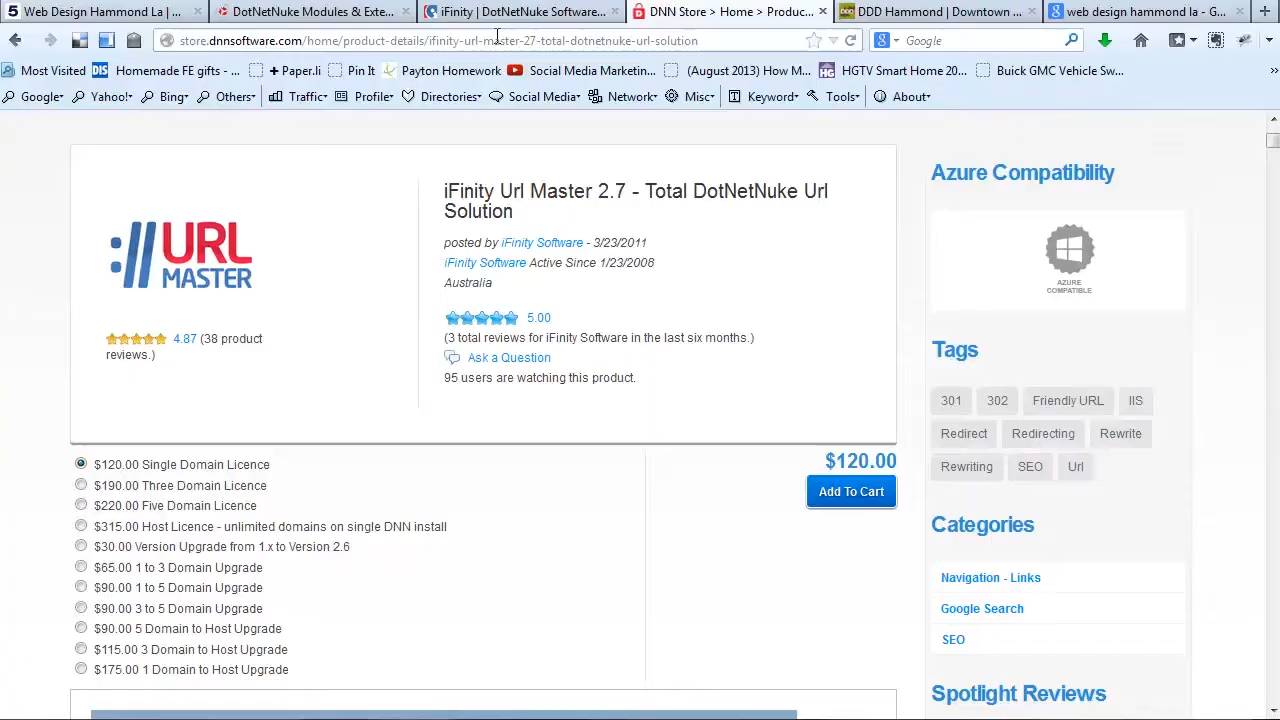 Web Design Hammond La | ...
DotNetNuke Modules & Exte...
iFinity | DotNetNuke Software...
DNN Store > Home > Produc...
DDD Hammond | Downtown ...
web design hammond la - G...
store.dnnsoftware.com/home/product-details/ifinity-url-master-27-total-dotnetnuke-url-solution
Google
Most Visited
Homemade FE gifts - ...
+ Paper.li
Pin It
Payton Homework
Social Media Marketin...
(August 2013) How M...
HGTV Smart Home 20...
Buick GMC Vehicle Sw...
Google
Yahoo!
Bing
Others
Traffic
Profile
Directories
Social Media
Network
Misc
Keyword
Tools
About
URL
MASTER
4.87 (38 product
reviews.)
iFinity Url Master 2.7 - Total DotNetNuke Url
Solution
posted by iFinity Software - 3/23/2011
iFinity Software Active Since 1/23/2008
Australia
5.00
(3 total reviews for iFinity Software in the last six months.)
Ask a Question
95 users are watching this product.
$120.00 Single Domain Licence
$190.00 Three Domain Licence
$220.00 Five Domain Licence
$315.00 Host Licence - unlimited domains on single DNN install
$30.00 Version Upgrade from 1.x to Version 2.6
$65.00 1 to 3 Domain Upgrade
$90.00 1 to 5 Domain Upgrade
$90.00 3 to 5 Domain Upgrade
$90.00 5 Domain to Host Upgrade
$115.00 3 Domain to Host Upgrade
$175.00 1 Domain to Host Upgrade
$120.00
Add To Cart
Azure Compatibility
AZURE
COMPATIBLE
Tags
301
302
Friendly URL
IIS
Redirect
Redirecting
Rewrite
Rewriting
SEO
Url
Categories
Navigation - Links
Google Search
SEO
Spotlight Reviews